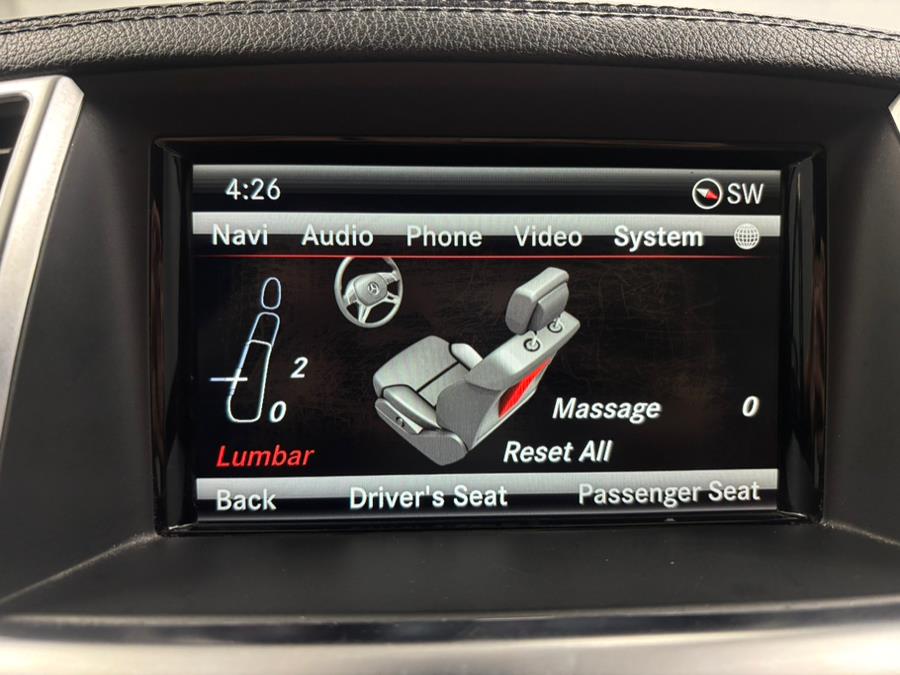 4:26 SW
Navi Audio Phone Video System
2
0
Massage 0
Lumbar Reset All
Back Driver's Seat Passenger Seat